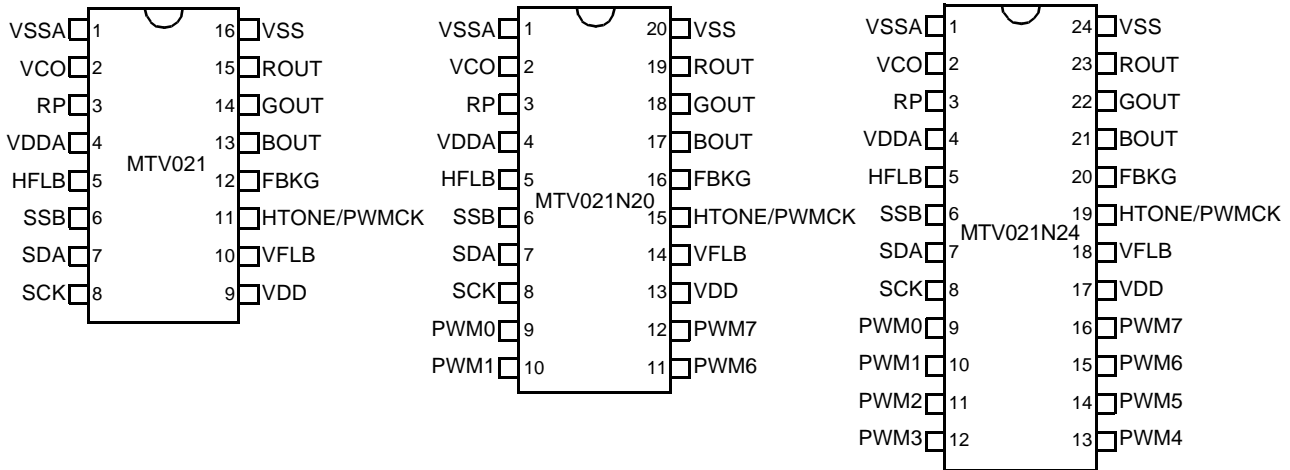 VSSA 1 16 VSS
VCO 2 15 ROUT
RP 3 14 GOUT
VDDA 4 13 BOUT
MTV021
HFLB 5 12 FBKG
SSB 6 11 HTONE/PWMCK
SDA 7 10 VFLB
SCK 8 9 VDD
VSSA 1 20 VSS
VCO 2 19 ROUT
RP 3 18 GOUT
VDDA 4 17 BOUT
HFLB 5 16 FBKG
MTV021N20
SSB 6 15 HTONE/PWMCK
SDA 7 14 VFLB
SCK 8 13 VDD
PWM0 9 12 PWM7
PWM1 10 11 PWM6
VSSA 1 24 VSS
VCO 2 23 ROUT
RP 3 22 GOUT
VDDA 4 21 BOUT
HFLB 5 20 FBKG
SSB 6 19 HTONE/PWMCK
MTV021N24
SDA 7 18 VFLB
SCK 8 17 VDD
PWM0 9 16 PWM7
PWM1 10 15 PWM6
PWM2 11 14 PWM5
PWM3 12 13 PWM4